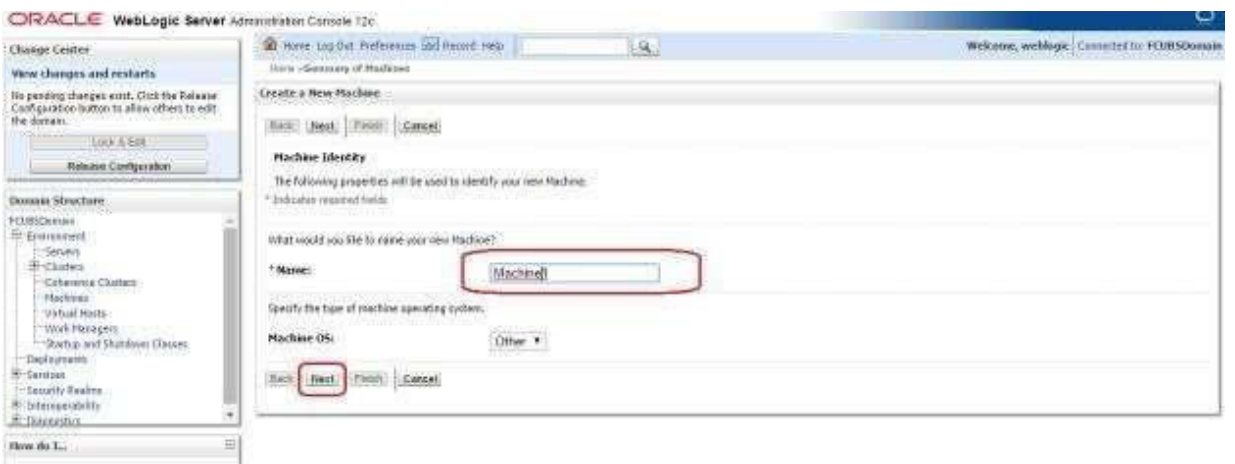 ORACLE WebLogic Server Administration Console 12c
Change Center
View changes and restarts
No pending changes exist. Click the Release
Configuration button to allow others to edit
the domain.
Lock & Edit
Release Configuration
Domain Structure
FCUBSDomain
Environment
Servers
Clusters
Coherence Clusters
Machines
Virtual Hosts
Work Managers
Startup and Shutdown Classes
Deployments
Services
Security Realms
Interoperability
Diagnostics
How do I...
Home Log Out Preferences Record Help
Welcome, weblogic Connected to: FCUBSDomain
Home >Summary of Machines
Create a New Machine
Back Next Finish Cancel
Machine Identity
The following properties will be used to identify your new Machine.
* Indicates required fields
What would you like to name your new Machine?
* Name:
Specify the type of machine operating system.
Machine OS: Other
Back Next Finish Cancel